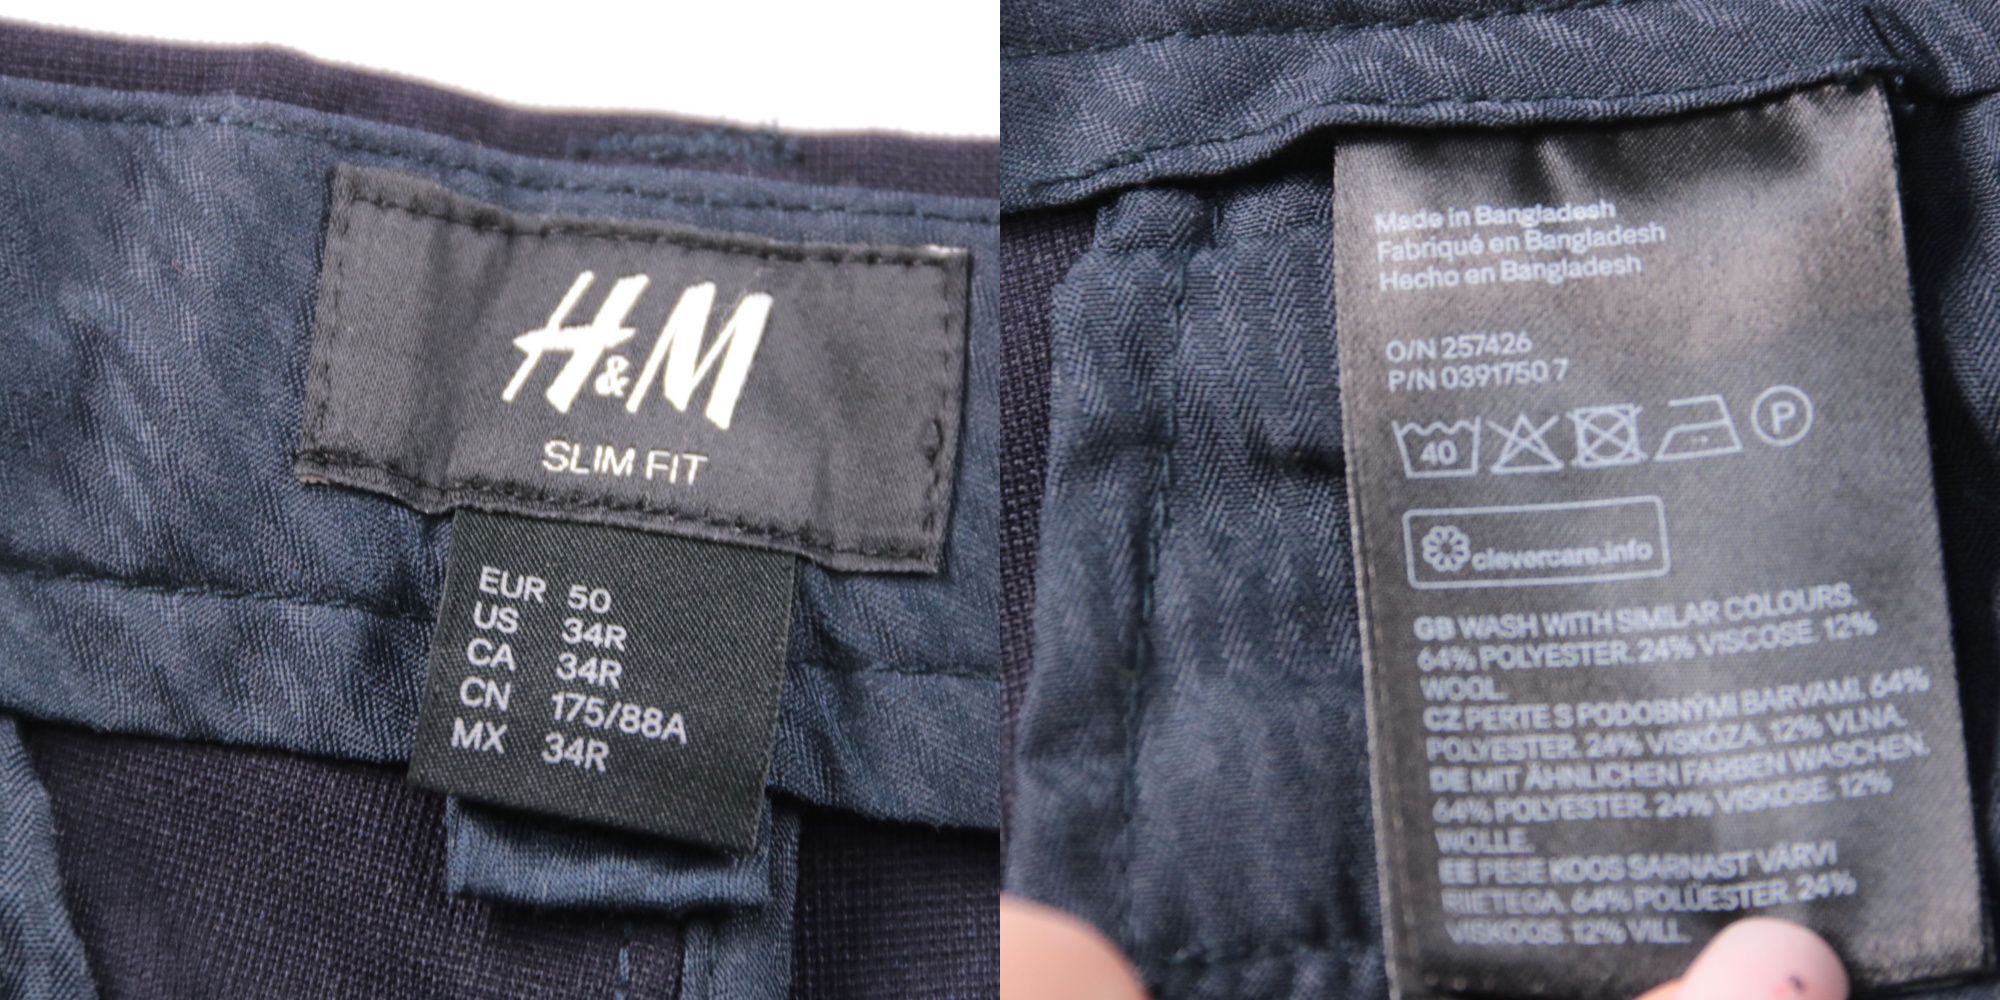 H&M
SLIM FIT
EUR 50
US 34R
CA 34R
CN 175/88A
MX 34R
Made in Bangladesh
Fabriqué en Bangladesh
Hecho en Bangladesh
O/N 257426
P/N 0391750 7
40
P
clevercare.info
GB WASH WITH SIMILAR COLOURS.
64% POLYESTER. 24% VISCOSE. 12%
WOOL.
CZ PERTE S PODOBNÝMI BARVAMI. 64%
POLYESTER. 24% VISKÓZA. 12% VLNA.
DE MIT ÄHNLICHEN FARBEN WASCHEN.
64% POLYESTER. 24% VISKOSE. 12%
WOLLE.
EE PESE KOOS SARNAST VÄRVI
RIIETEGA. 64% POLÜESTER. 24%
VISKOOS. 12% VILL.